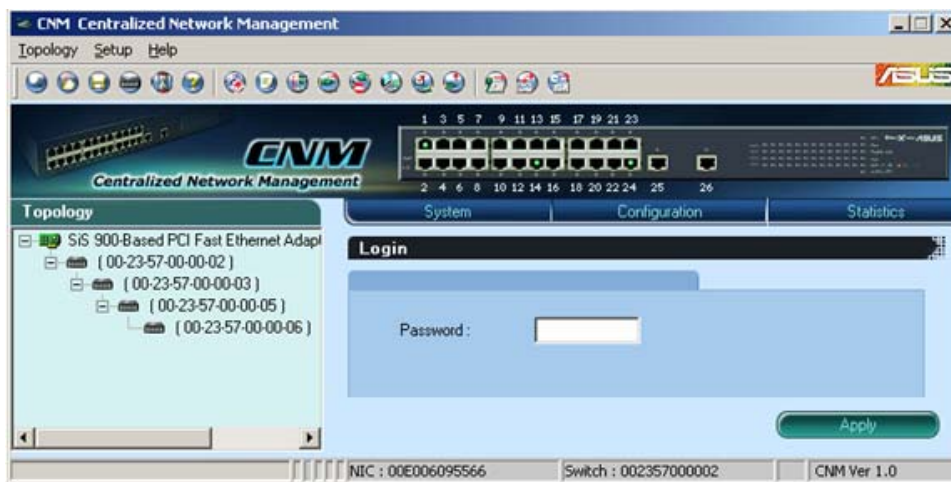 CNM Centralized Network Management
Topology Setup Help
ASUS
1 3 5 7 9 11 13 15 17 19 21 23
CNM
Centralized Network Management
2 4 6 8 10 12 14 16 18 20 22 24 25 26
Topology
System Configuration Statistics
SiS 900-Based PCI Fast Ethernet Adapt
( 00-23-57-00-00-02 )
( 00-23-57-00-00-03 )
( 00-23-57-00-00-05 )
( 00-23-57-00-00-06 )
Login
Password :
Apply
NIC : 00E006095566
Switch : 002357000002
CNM Ver 1.0